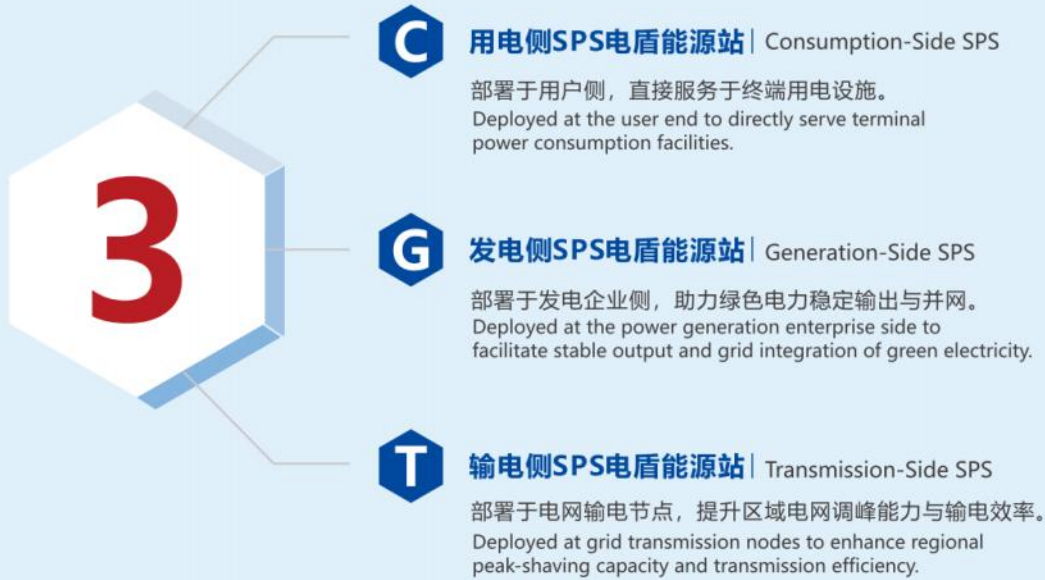 3
C
用电侧SPS电盾能源站| Consumption-Side SPS
部署于用户侧，直接服务于终端用电设施。
Deployed at the user end to directly serve terminal
power consumption facilities.
G
发电侧SPS电盾能源站| Generation-Side SPS
部署于发电企业侧，助力绿色电力稳定输出与并网。
Deployed at the power generation enterprise side to
facilitate stable output and grid integration of green electricity.
T
输电侧SPS电盾能源站| Transmission-Side SPS
部署于电网输电节点，提升区域电网调峰能力与输电效率。
Deployed at grid transmission nodes to enhance regional
peak-shaving capacity and transmission efficiency.